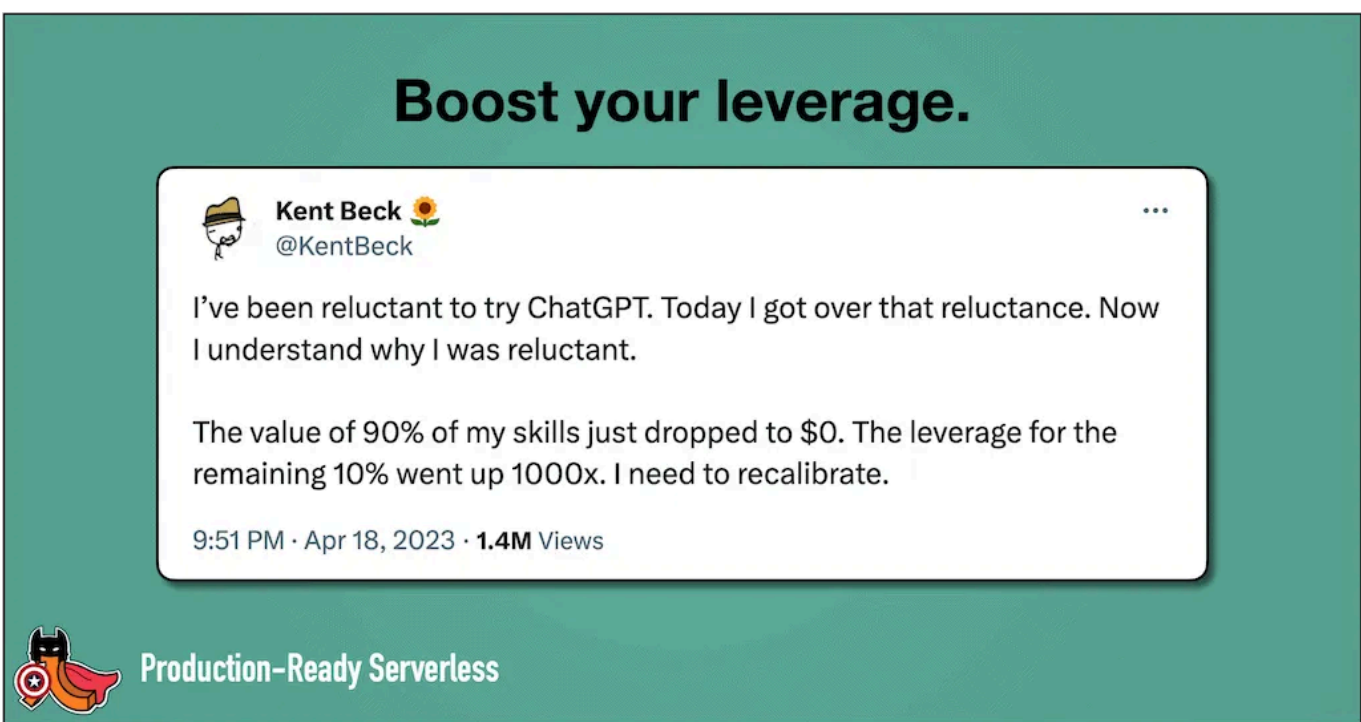 Boost your leverage.
Kent Beck 🌻
@KentBeck
I’ve been reluctant to try ChatGPT. Today I got over that reluctance. Now
I understand why I was reluctant.
The value of 90% of my skills just dropped to $0. The leverage for the
remaining 10% went up 1000x. I need to recalibrate.
9:51 PM · Apr 18, 2023 · 1.4M Views
Production-Ready Serverless